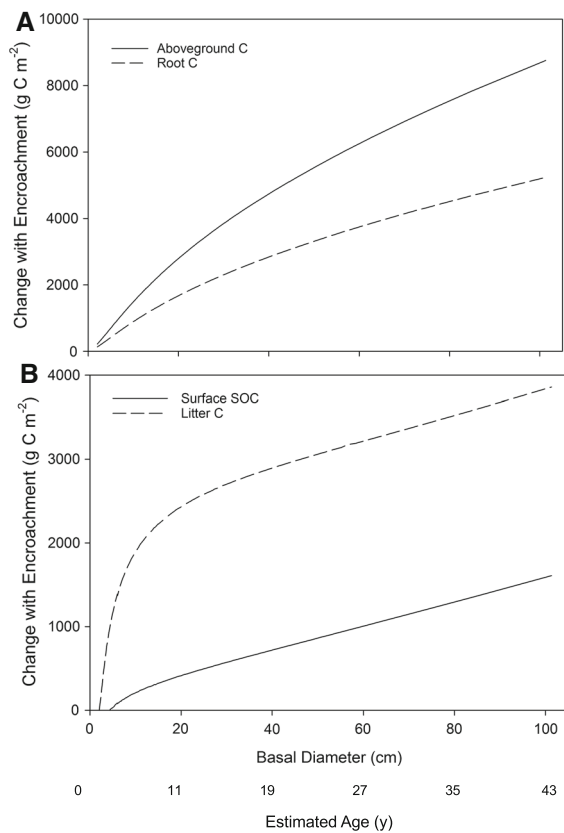 A
10000
8000
6000
4000
2000
0
Change with Encroachment (g C m-2)
Aboveground C
Root C
B
4000
3000
2000
1000
0
Change with Encroachment (g C m-2)
Surface SOC
Litter C
0 20 40 60 80 100
Basal Diameter (cm)
0 11 19 27 35 43
Estimated Age (y)